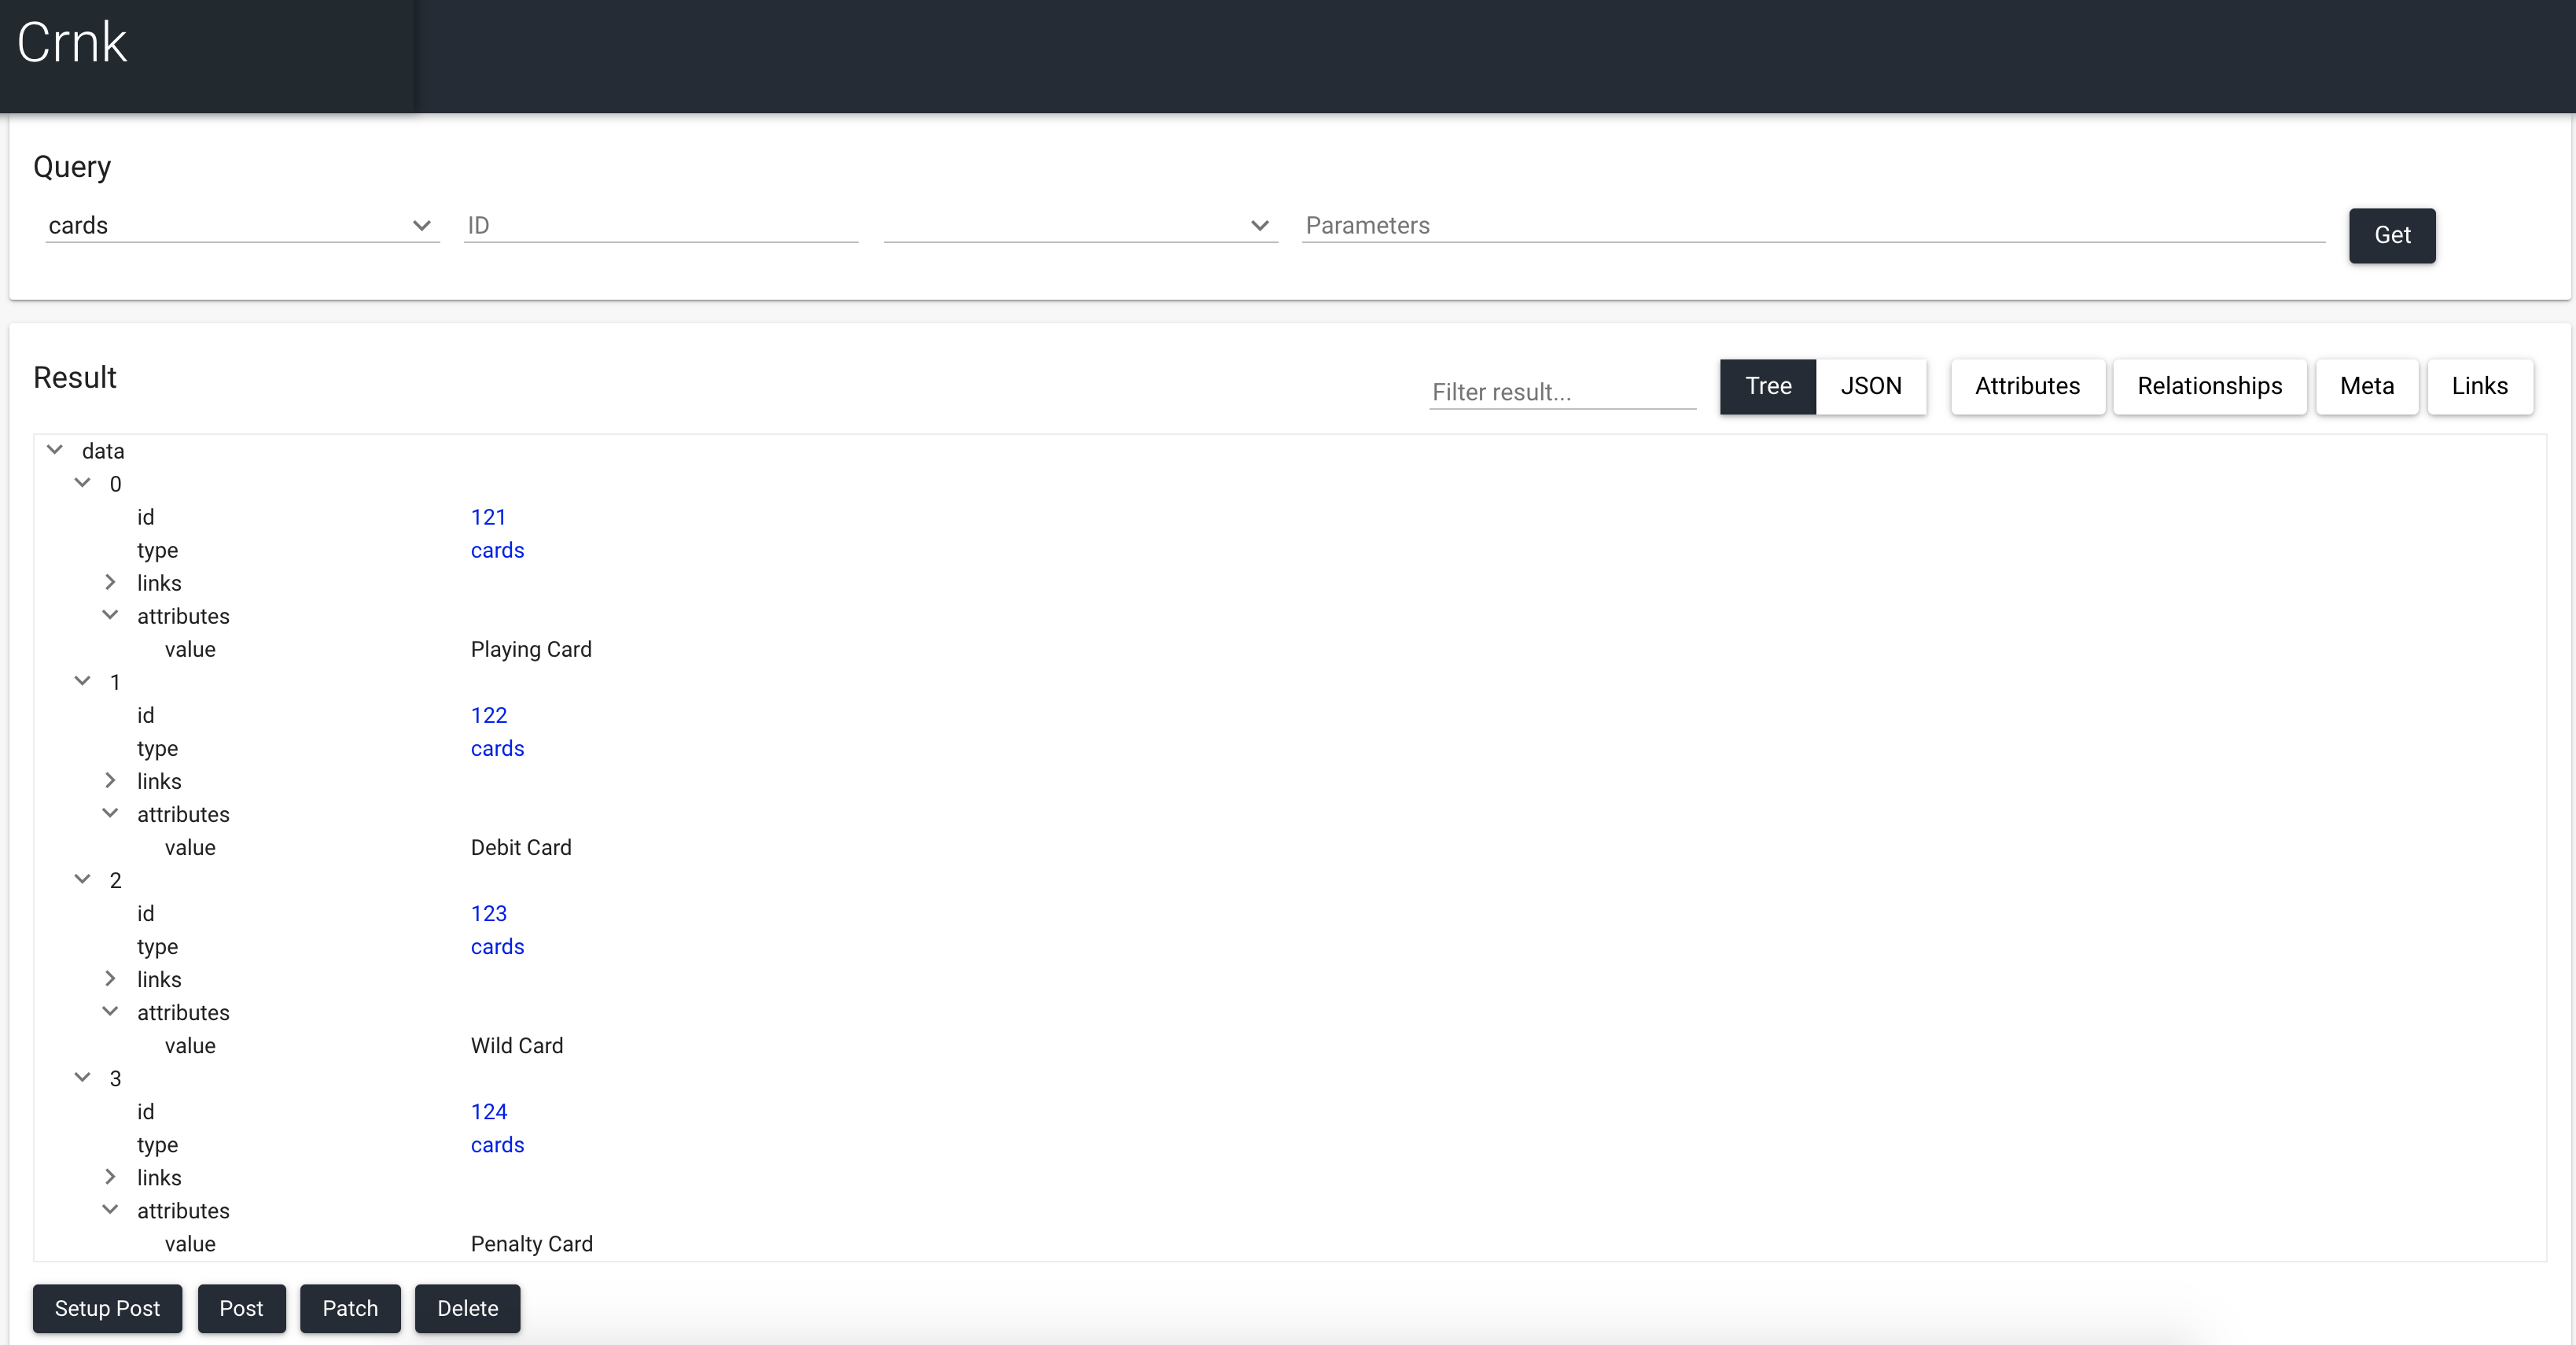 Crnk
Query
cards ID Parameters Get
Result
Filter result... Tree JSON Attributes Relationships Meta Links
data
0
id 121
type cards
links
attributes
value Playing Card
1
id 122
type cards
links
attributes
value Debit Card
2
id 123
type cards
links
attributes
value Wild Card
3
id 124
type cards
links
attributes
value Penalty Card
Setup Post Post Patch Delete